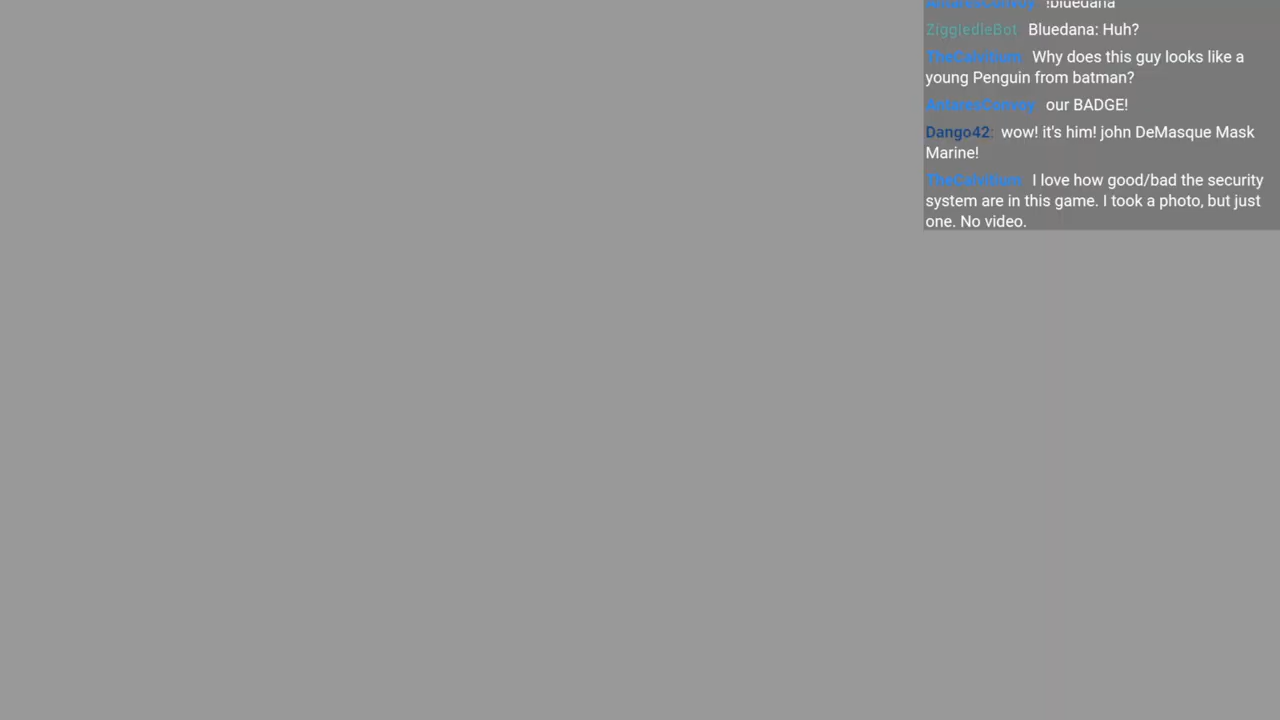 !bluedana
ZiggiedleBot Bluedana: Huh?
TheCalvitium Why does this guy looks like a
young Penguin from batman?
AntaresConvoy our BADGE!
Dango42: wow! it's him! john DeMasque Mask
Marine!
TheCalvitium I love how good/bad the security
system are in this game. I took a photo, but just
one. No video.